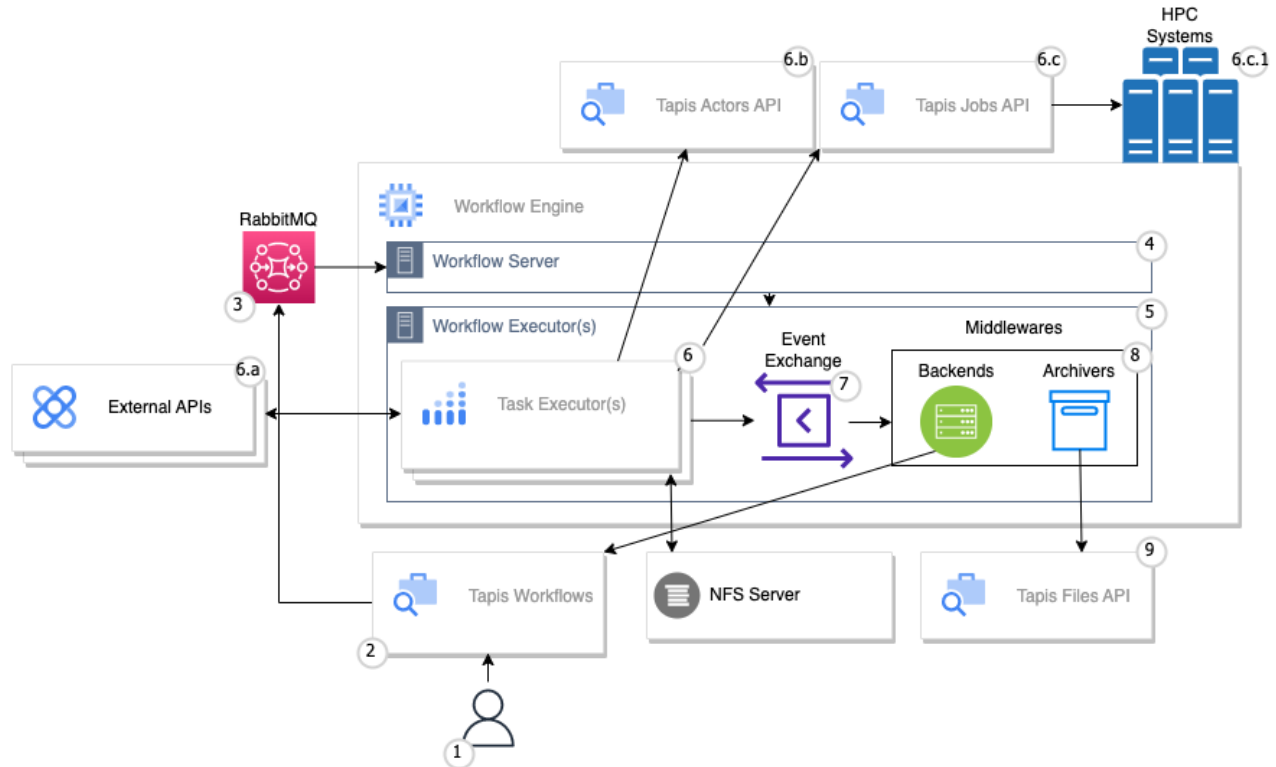 HPC
Systems
6.b
6.c
6.c.1
Tapis Actors API
Tapis Jobs API
Workflow Engine
RabbitMQ
3
Workflow Server
4
Workflow Executor(s)
5
Event
Exchange
7
Middlewares
8
Backends
Archivers
6
Task Executor(s)
6.a
External APIs
Tapis Workflows
2
NFS Server
9
Tapis Files API
1